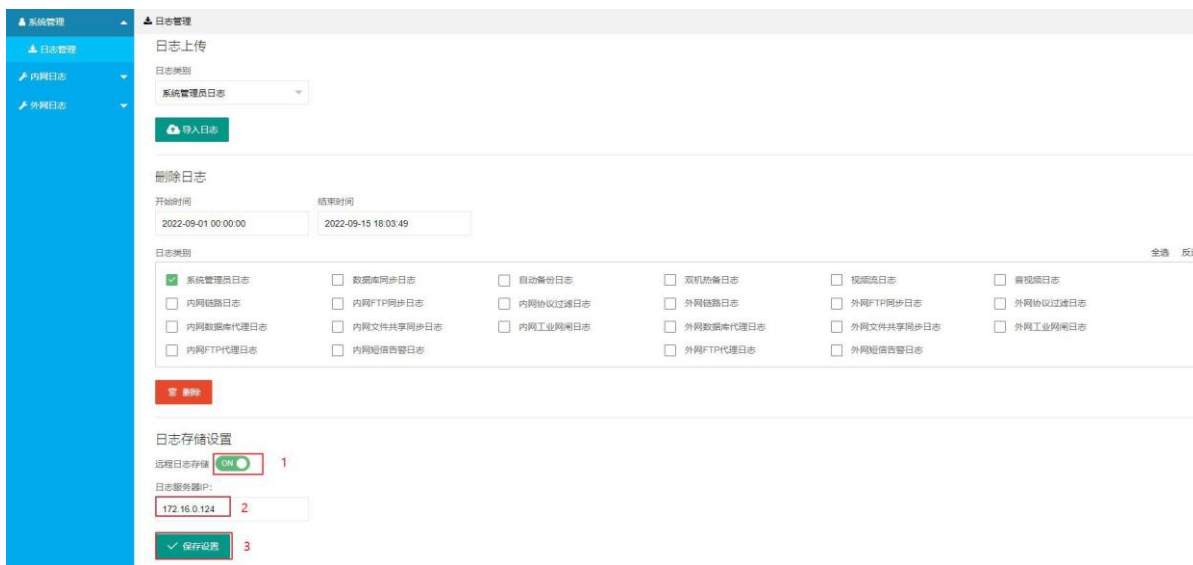 系统管理
日志管理
内网日志
外网日志
日志管理
日志上传
日志类别
系统管理员日志
导入日志
删除日志
开始时间 结束时间
2022-09-01 00:00:00 2022-09-15 18:03:49
日志类别 全选 反
系统管理员日志 数据库同步日志 自动备份日志 双机热备日志 视频流日志 音视频日志
内网链路日志 内网FTP同步日志 内网协议过滤日志 外网链路日志 外网FTP同步日志 外网协议过滤日志
内网数据库代理日志 内网文件共享同步日志 内网工业网闸日志 外网数据库代理日志 外网文件共享同步日志 外网工业网闸日志
内网FTP代理日志 内网短信告警日志 外网FTP代理日志 外网短信告警日志
删除
日志存储设置
远程日志存储 ON 1
日志服务器IP:
172.16.0.124 2
保存设置 3